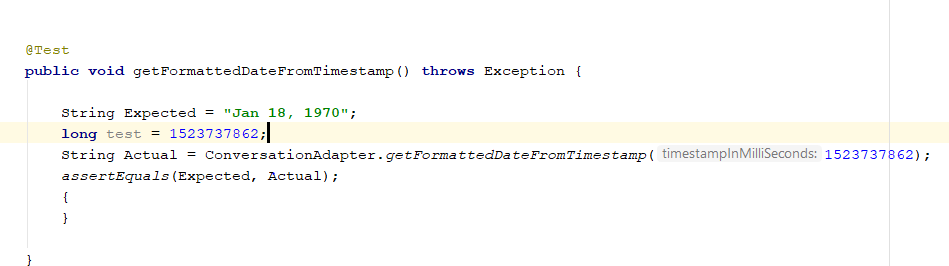 @Test
public void getFormattedDateFromTimestamp() throws Exception {
String Expected = "Jan 18, 1970";
long test = 1523737862;
String Actual = ConversationAdapter.getFormattedDateFromTimestamp( timestampInMilliSeconds: 1523737862);
assertEquals(Expected, Actual);
{
}
}